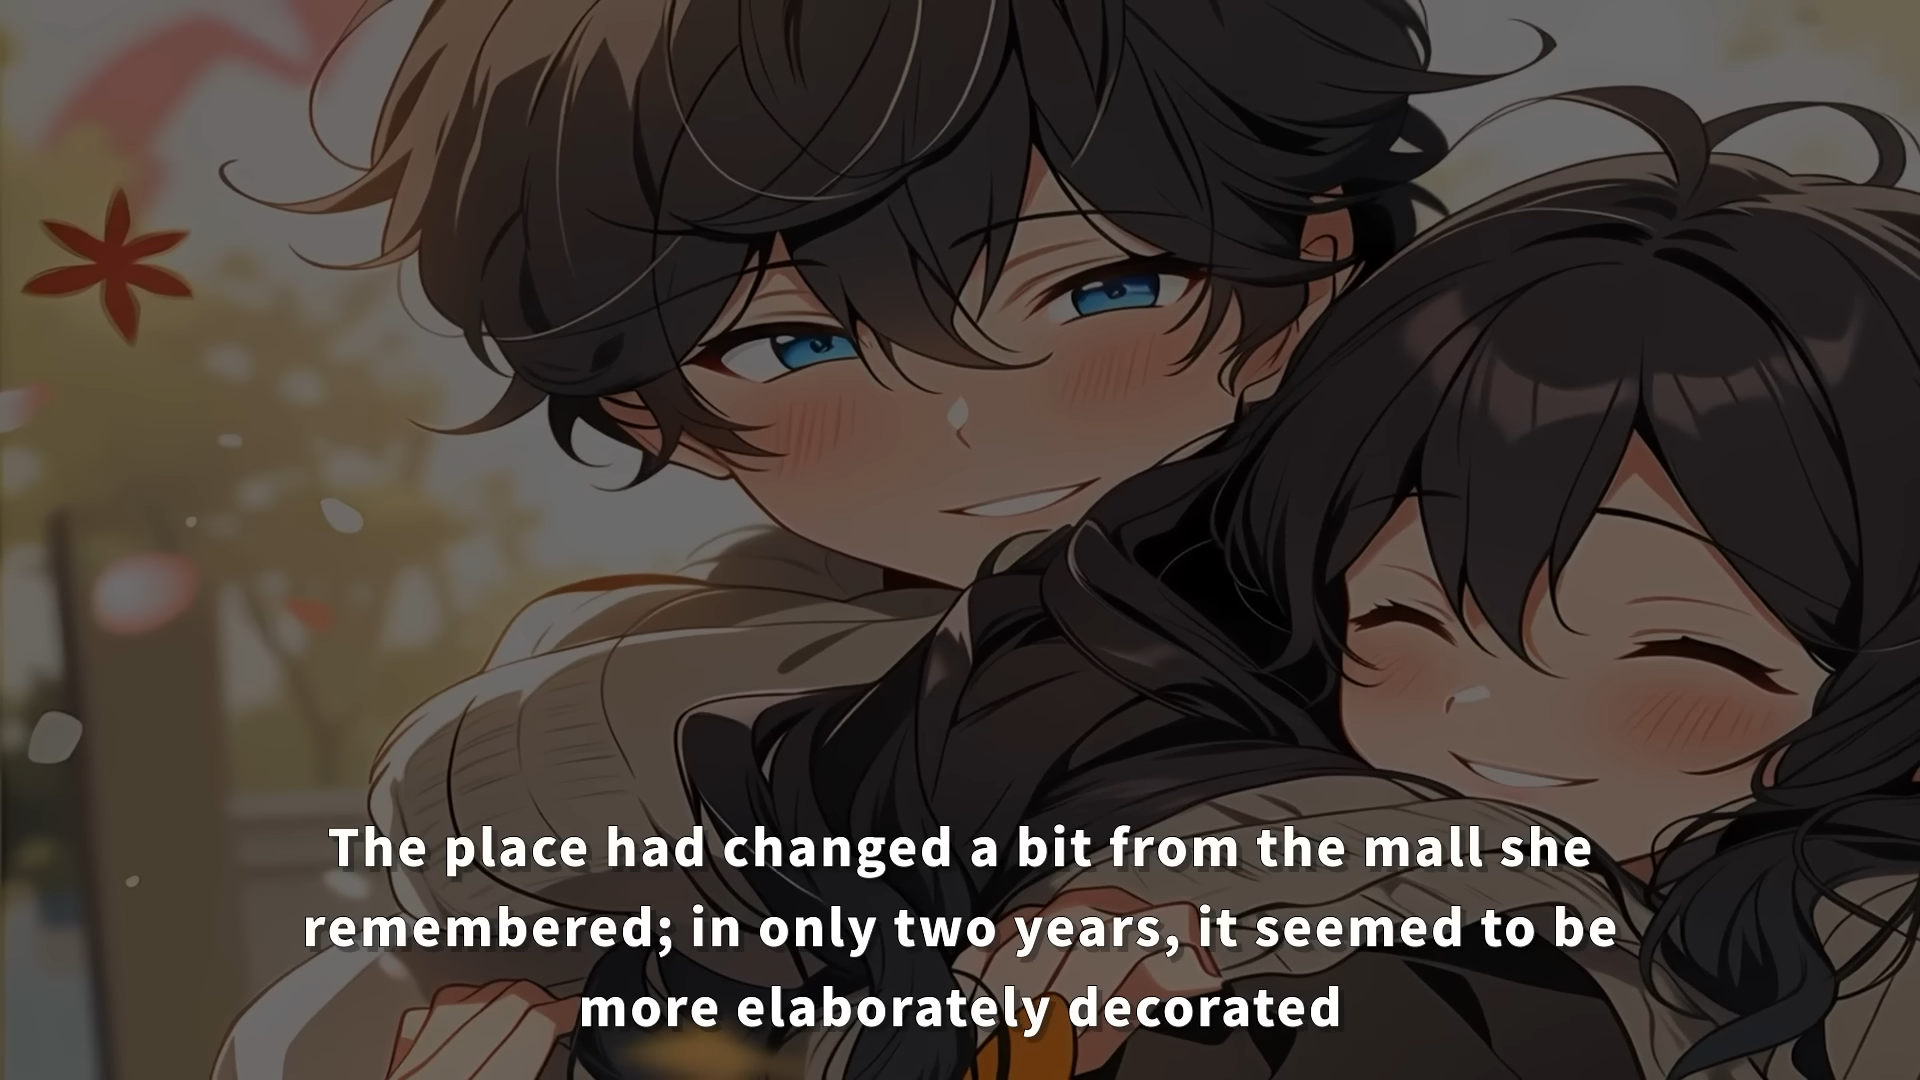 The place had changed a bit from the mall she
remembered; in only two years, it seemed to be
more elaborately decorated